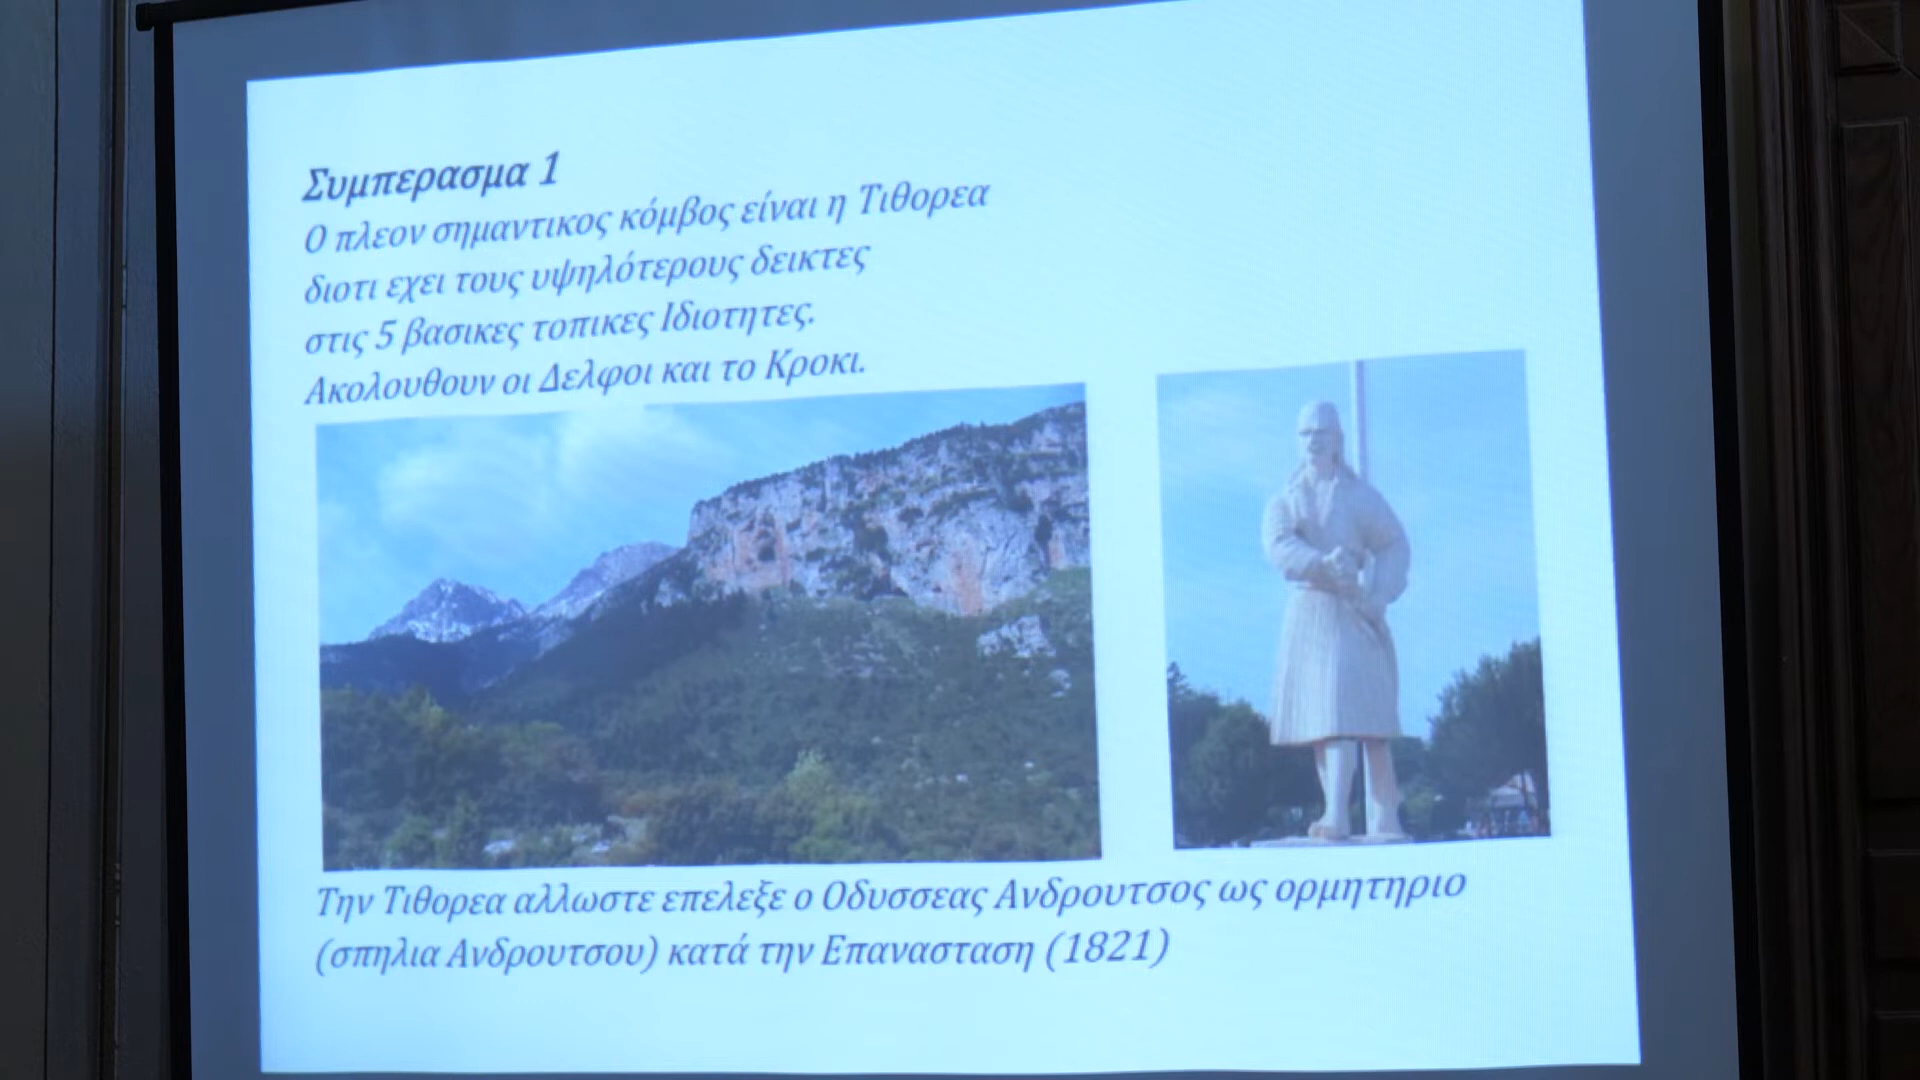 Συμπερασμα 1
Ο πλεον σημαντικος κόμβος είναι η Τιθορεα
διοτι εχει τους υψηλότερους δεικτες
στις 5 βασικες τοπικες Ιδιοτητες.
Ακολουθουν οι Δελφοι και το Κροκι.
Την Τιθορεα αλλωστε επελεξε ο Οδυσσεας Ανδρουτσος ως ορμητηριο
(σπηλια Ανδρουτσου) κατά την Επανασταση (1821)